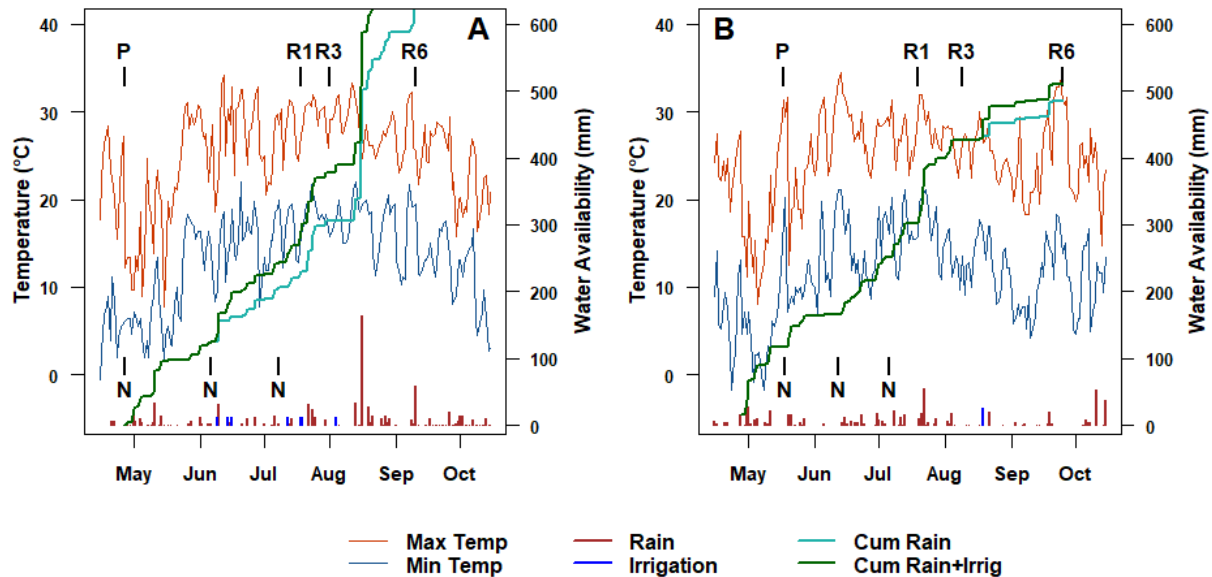 A
B
P
R1
R3
R6
P
R1
R3
R6
40
30
20
10
0
Temperature (°C)
600
500
400
300
200
100
0
Water Availability (mm)
40
30
20
10
0
Temperature (°C)
600
500
400
300
200
100
0
Water Availability (mm)
N
N
N
N
N
N
May Jun Jul Aug Sep Oct
May Jun Jul Aug Sep Oct
Max Temp
Min Temp
Rain
Irrigation
Cum Rain
Cum Rain+Irrig